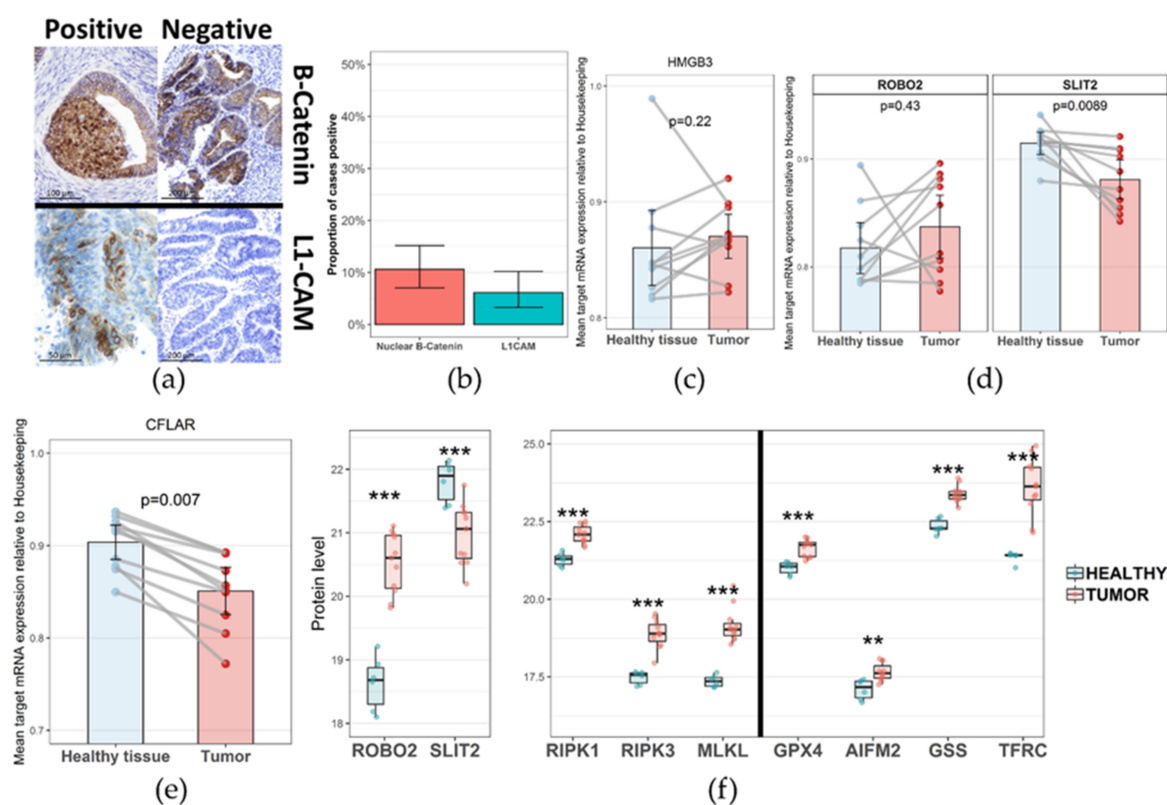 Positive Negative
B-Catenin
L1-CAM
100 µm
200 µm
50 µm
200 µm
(a)
Proportion of cases positive
50%
40%
30%
20%
10%
0%
Nuclear B-Catenin L1CAM
(b)
HMGB3
Mean target mRNA expression relative to Housekeeping
1.0
0.9
0.8
p=0.22
Healthy tissue Tumor
(c)
Mean target mRNA expression relative to Housekeeping
ROBO2 SLIT2
p=0.43 p=0.0089
0.9
0.8
Healthy tissue Tumor Healthy tissue Tumor
(d)
CFLAR
Mean target mRNA expression relative to Housekeeping
1.0
0.9
0.8
0.7
p=0.007
Healthy tissue Tumor
(e)
Protein level
22
21
20
19
18
*** ***
ROBO2 SLIT2
25.0
22.5
20.0
17.5
*** *** *** *** ** *** ***
RIPK1 RIPK3 MLKL GPX4 AIFM2 GSS TFRC
HEALTHY
TUMOR
(f)